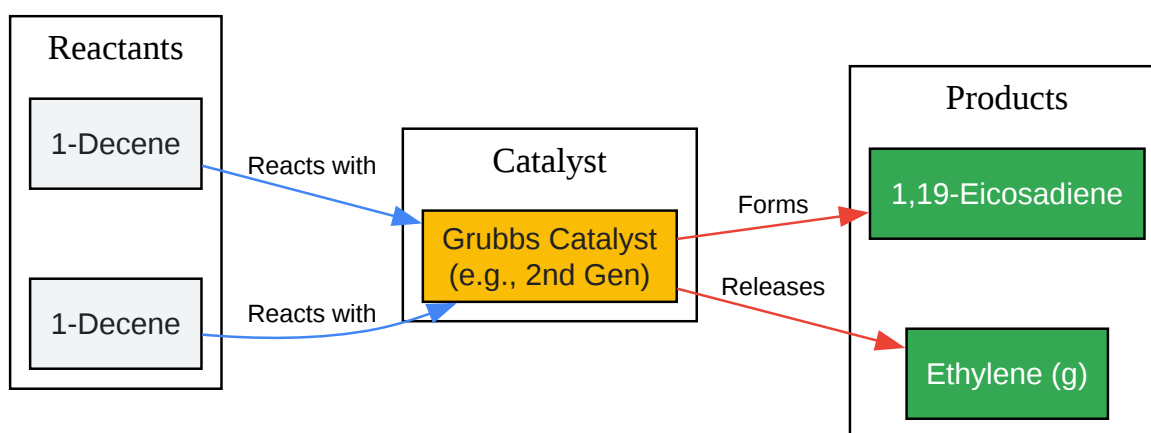 Reactants
1-Decene
1-Decene
Reacts with
Reacts with
Catalyst
Grubbs Catalyst
(e.g., 2nd Gen)
Forms
Releases
Products
1,19-Eicosadiene
Ethylene (g)